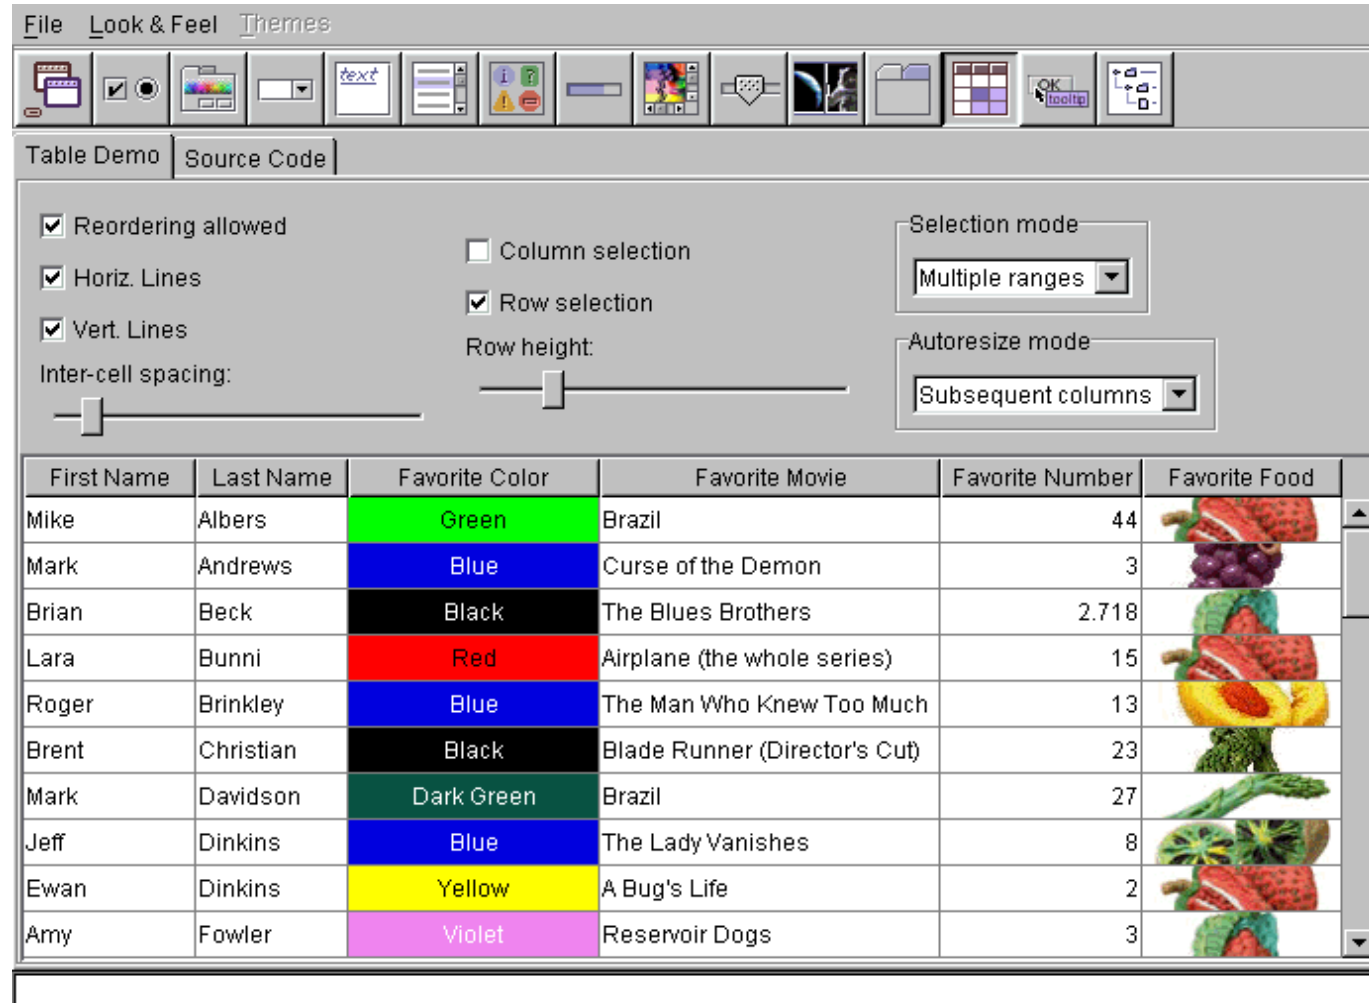 File Look & Feel Themes
text
OK
tooltip
Table Demo Source Code
Reordering allowed
Horiz. Lines
Vert. Lines
Inter-cell spacing:
Column selection
Row selection
Row height:
Selection mode
Multiple ranges
Autoresize mode
Subsequent columns
First Name Last Name Favorite Color Favorite Movie Favorite Number Favorite Food
Mike Albers Green Brazil 44
Mark Andrews Blue Curse of the Demon 3
Brian Beck Black The Blues Brothers 2.718
Lara Bunni Red Airplane (the whole series) 15
Roger Brinkley Blue The Man Who Knew Too Much 13
Brent Christian Black Blade Runner (Director's Cut) 23
Mark Davidson Dark Green Brazil 27
Jeff Dinkins Blue The Lady Vanishes 8
Ewan Dinkins Yellow A Bug's Life 2
Amy Fowler Violet Reservoir Dogs 3